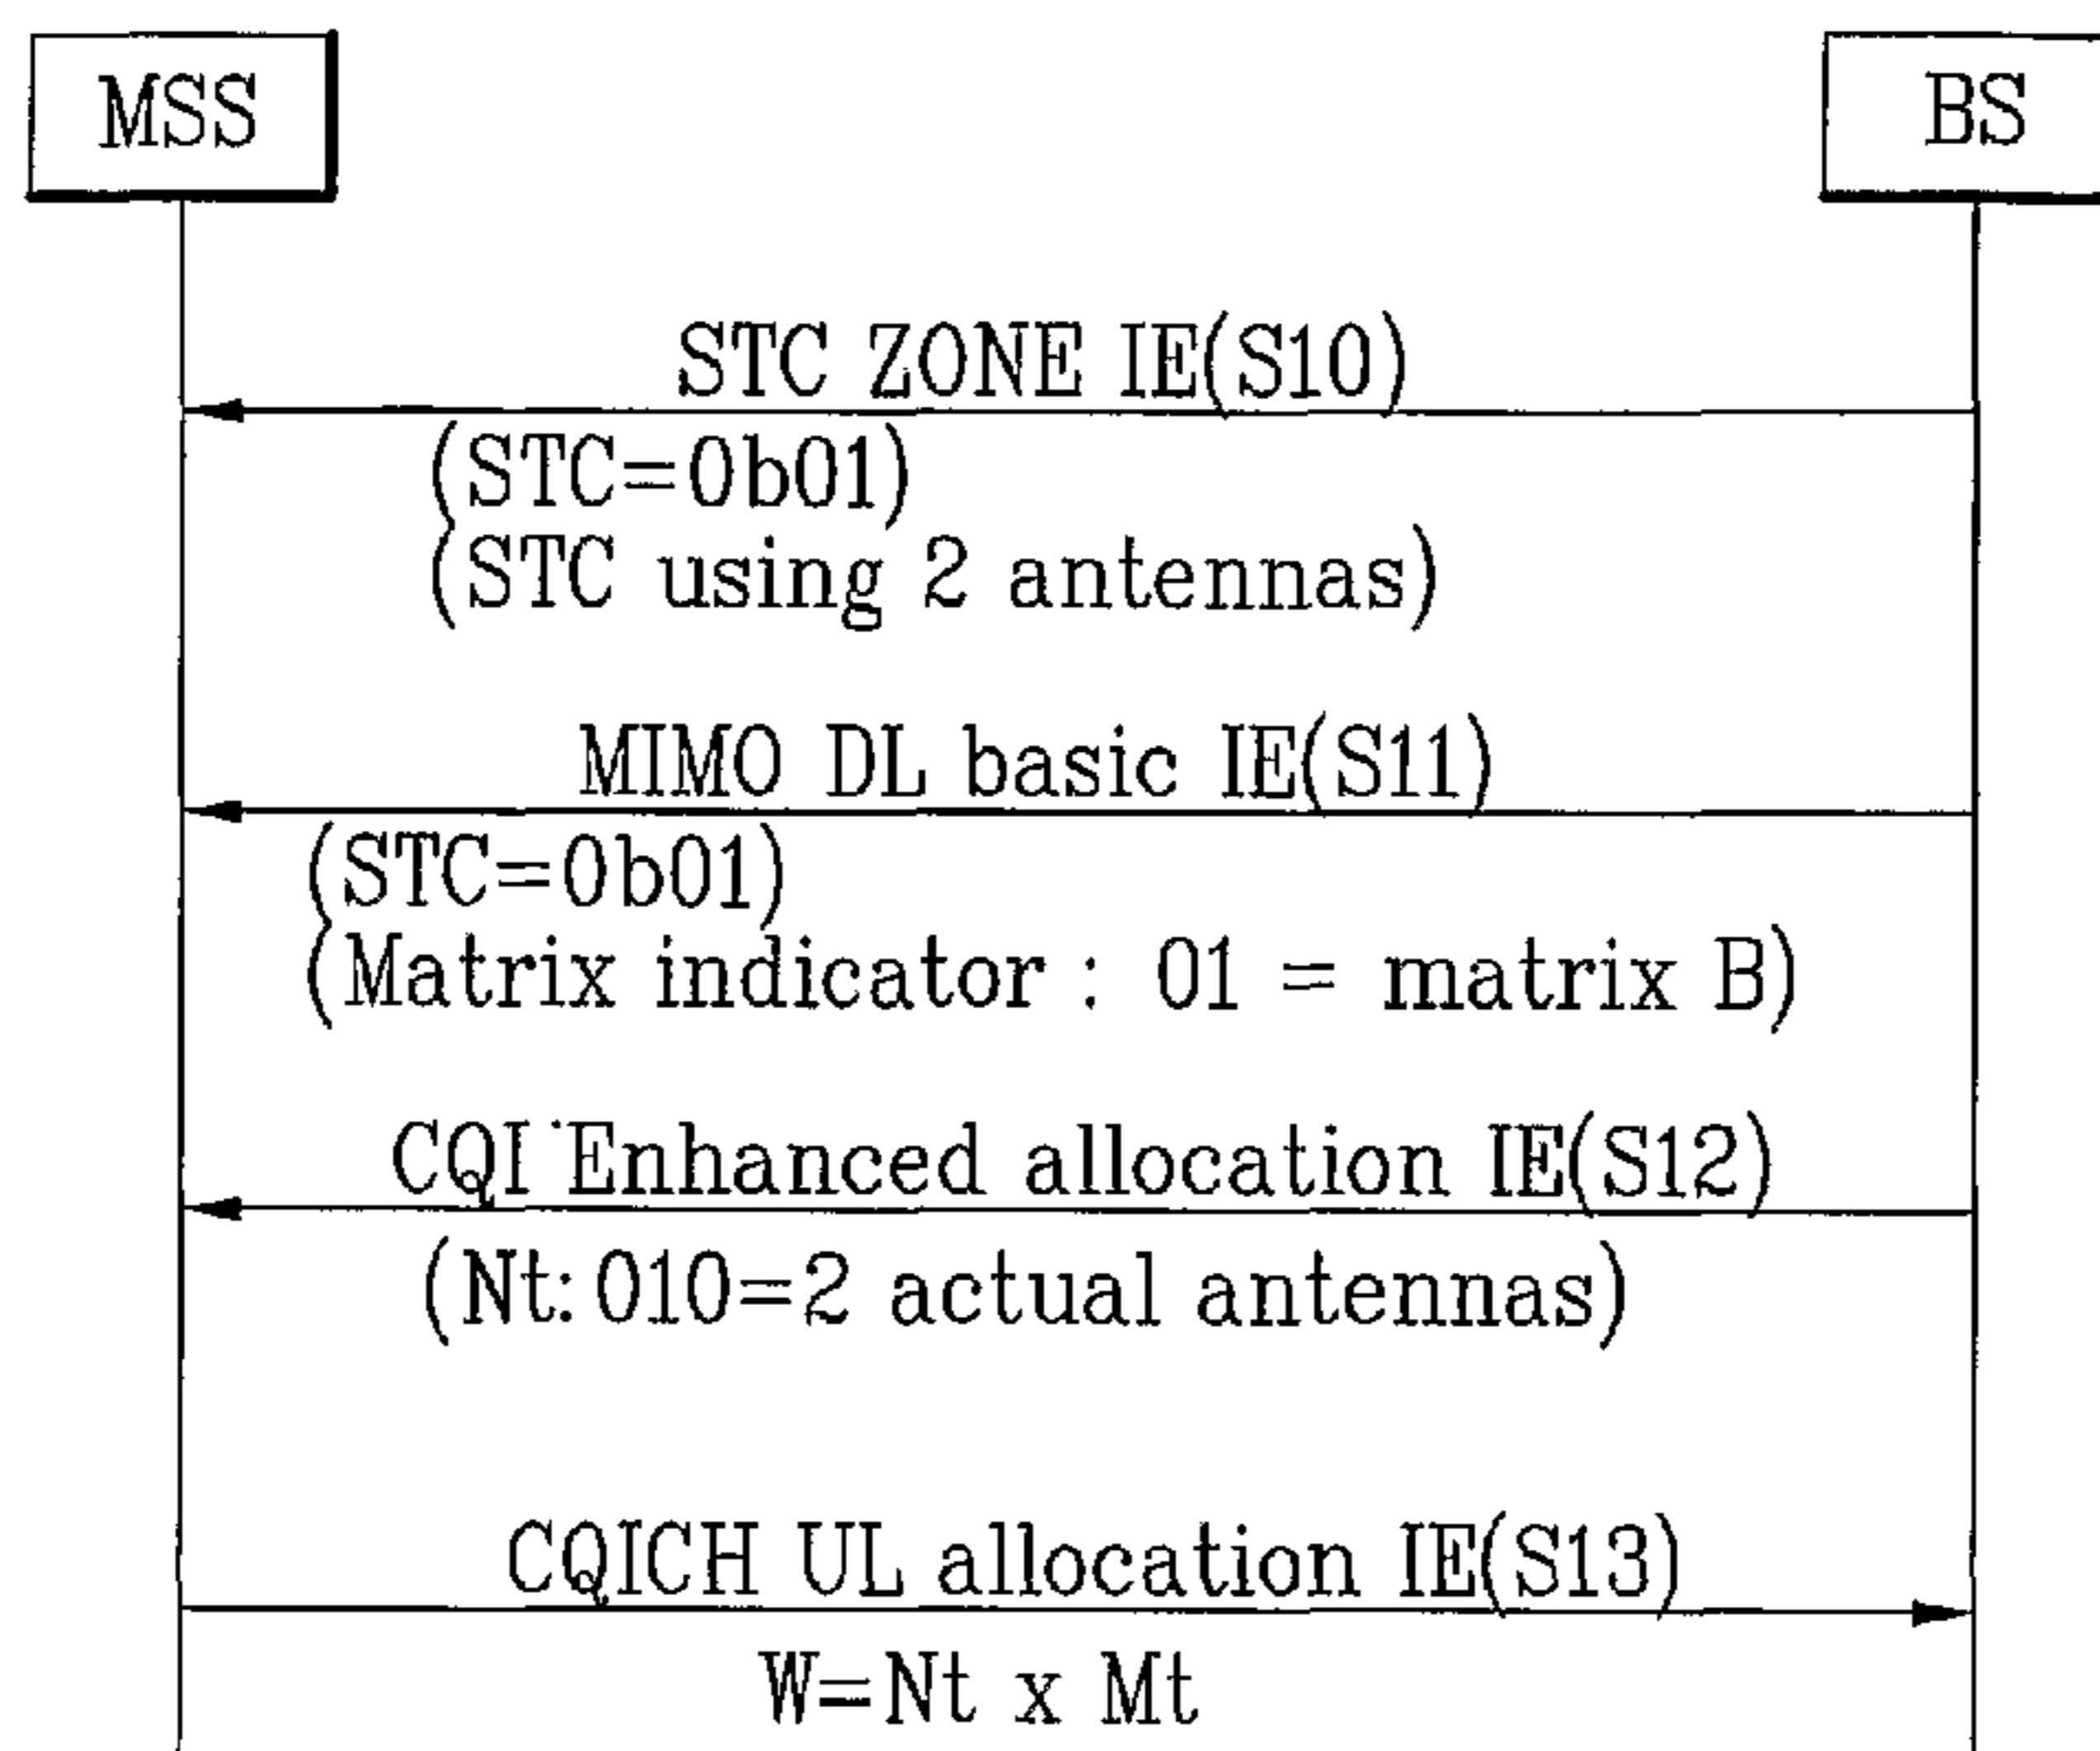 MSS
BS
STC ZONE IE(S10)
(STC=0b01)
(STC using 2 antennas)
MIMO DL basic IE(S11)
(STC=0b01)
(Matrix indicator : 01 = matrix B)
CQI Enhanced allocation IE(S12)
(Nt: 010=2 actual antennas)
CQICH UL allocation IE(S13)
W=Nt x Mt